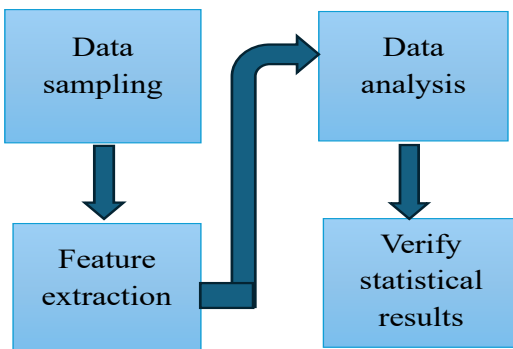 Data
sampling
Feature
extraction
Data
analysis
Verify
statistical
results